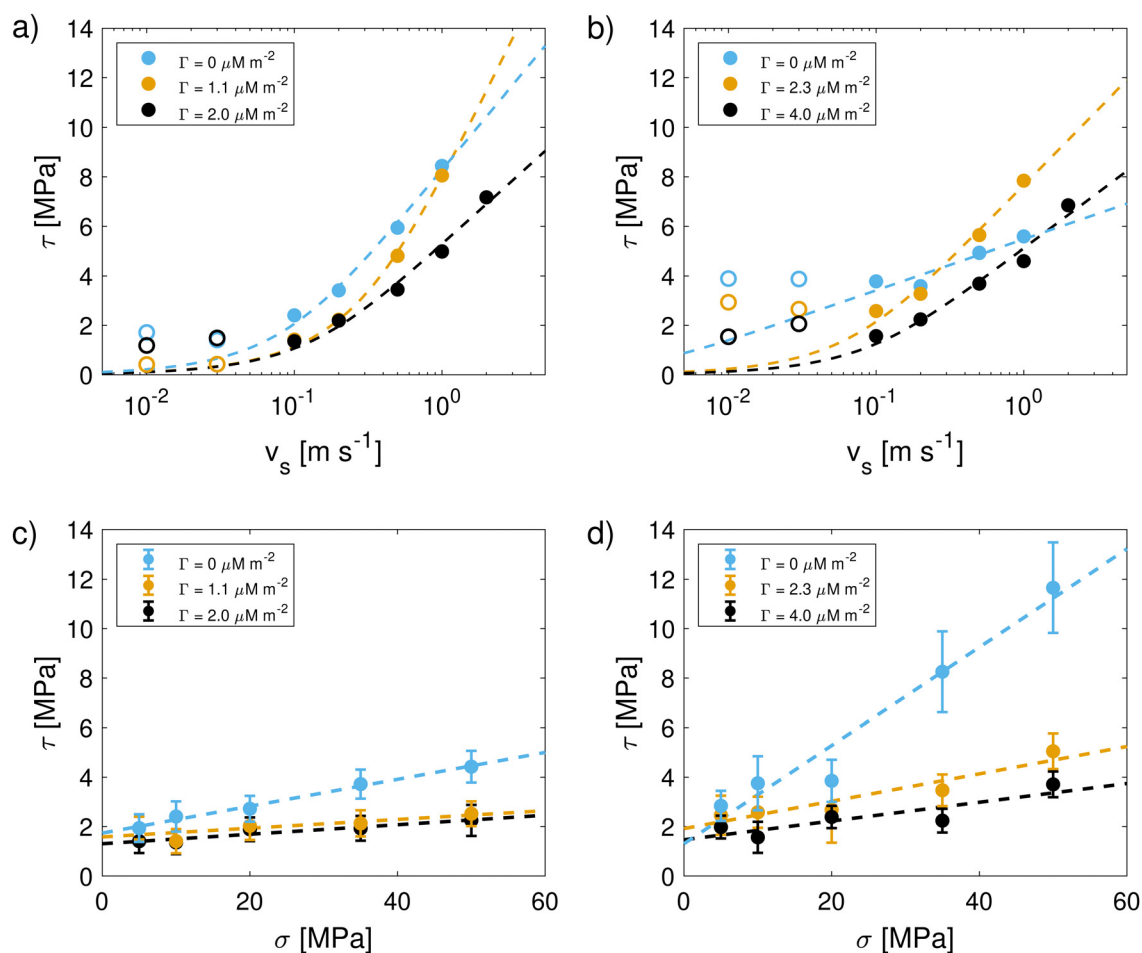 a)
Γ = 0 μM m⁻²
Γ = 1.1 μM m⁻²
Γ = 2.0 μM m⁻²
14
12
10
8
6
4
2
0
τ [MPa]
10⁻²
10⁻¹
10⁰
vₛ [m s⁻¹]
b)
Γ = 0 μM m⁻²
Γ = 2.3 μM m⁻²
Γ = 4.0 μM m⁻²
14
12
10
8
6
4
2
0
τ [MPa]
10⁻²
10⁻¹
10⁰
vₛ [m s⁻¹]
c)
Γ = 0 μM m⁻²
Γ = 1.1 μM m⁻²
Γ = 2.0 μM m⁻²
14
12
10
8
6
4
2
0
τ [MPa]
0
20
40
60
σ [MPa]
d)
Γ = 0 μM m⁻²
Γ = 2.3 μM m⁻²
Γ = 4.0 μM m⁻²
14
12
10
8
6
4
2
0
τ [MPa]
0
20
40
60
σ [MPa]